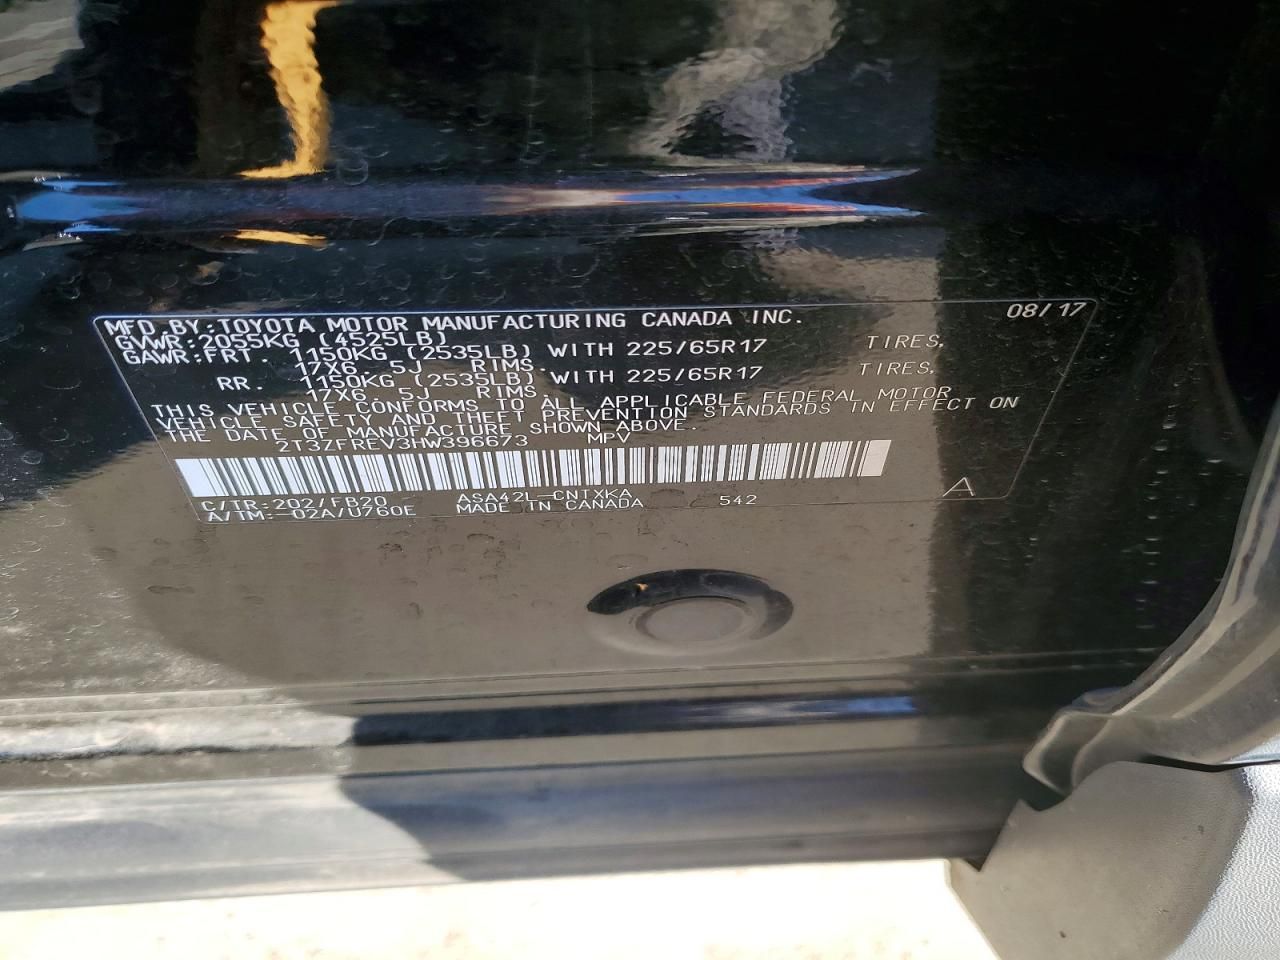 MFD.BY:TOYOTA MOTOR MANUFACTURING CANADA INC. 08/17
GVWR:2055KG (4525LB)
GAWR:FRT. 1150KG (2535LB) WITH 225/65R17 TIRES,
17X6. 5J RIMS.
RR. 1150KG (2535LB) WITH 225/65R17 TIRES,
17X6. 5J RIMS.
THIS VEHICLE CONFORMS TO ALL APPLICABLE FEDERAL MOTOR
VEHICLE SAFETY AND THEFT PREVENTION STANDARDS IN EFFECT ON
THE DATE OF MANUFACTURE SHOWN ABOVE.
2T3ZFREV3HW396673 MPV
C/TR:202/FB20 ASA42L-CNTXKA 542 A
A/TM: 02A/U760E MADE IN CANADA